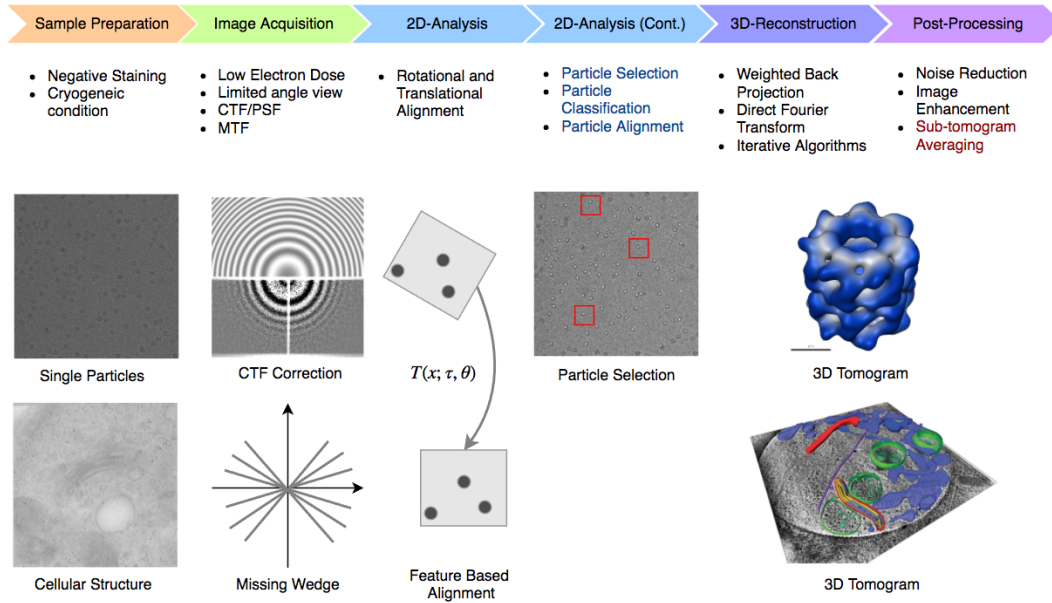 Sample Preparation
Image Acquisition
2D-Analysis
2D-Analysis (Cont.)
3D-Reconstruction
Post-Processing
• Negative Staining
• Cryogeneic
condition
• Low Electron Dose
• Limited angle view
• CTF/PSF
• MTF
• Rotational and
Translational
Alignment
• Particle Selection
• Particle
Classification
• Particle Alignment
• Weighted Back
Projection
• Direct Fourier
Transform
• Iterative Algorithms
• Noise Reduction
• Image
Enhancement
• Sub-tomogram
Averaging
Single Particles
CTF Correction
T(x; τ, θ)
Particle Selection
3D Tomogram
Cellular Structure
Missing Wedge
Feature Based
Alignment
3D Tomogram